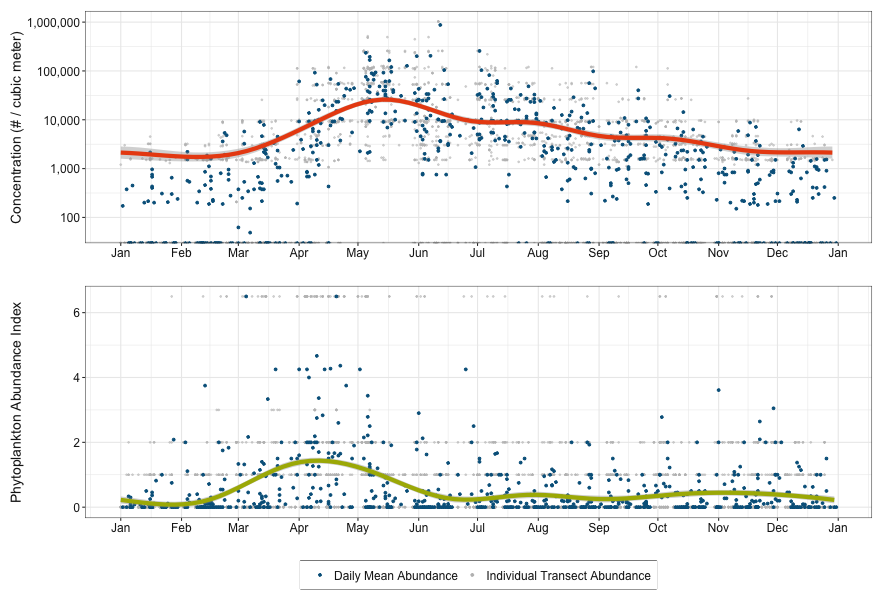 Concentration (# / cubic meter)
1,000,000
100,000
10,000
1,000
100
Jan Feb Mar Apr May Jun Jul Aug Sep Oct Nov Dec Jan
Phytoplankton Abundance Index
6
4
2
0
Jan Feb Mar Apr May Jun Jul Aug Sep Oct Nov Dec Jan
Daily Mean Abundance Individual Transect Abundance